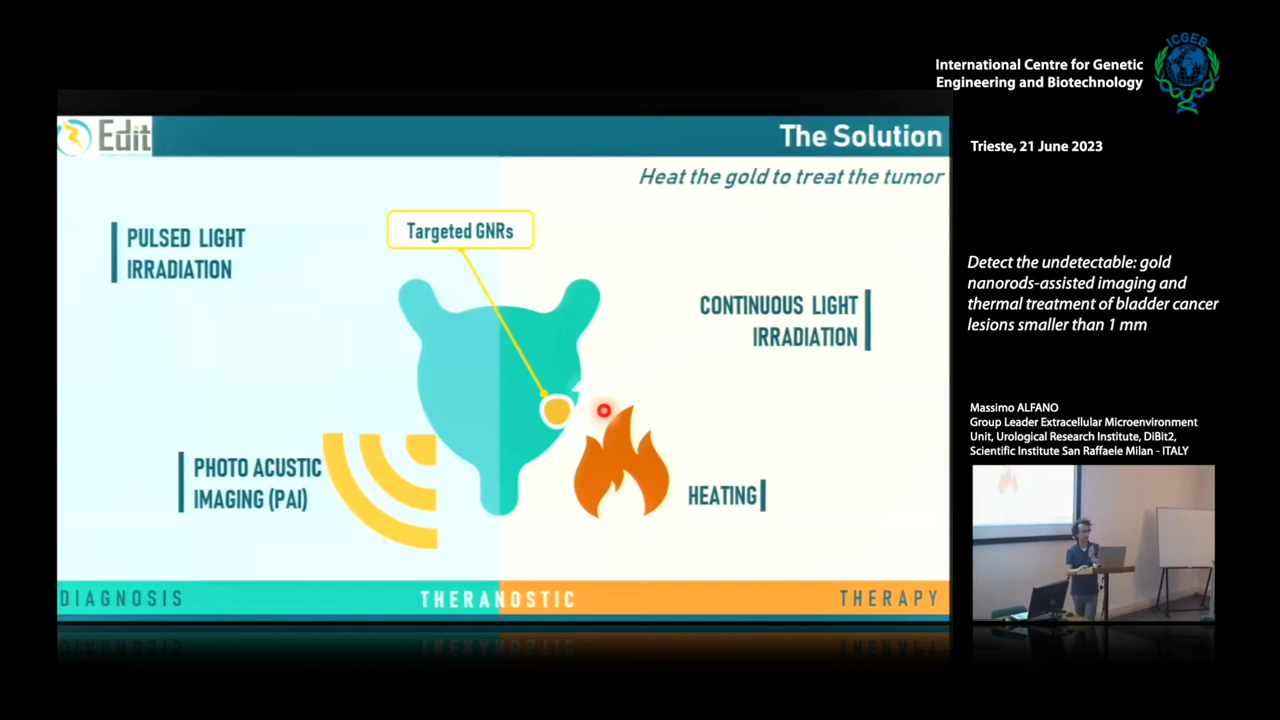 International Centre for Genetic
Engineering and Biotechnology
ICGEB
Trieste, 21 June 2023
Detect the undetectable: gold
nanorods-assisted imaging and
thermal treatment of bladder cancer
lesions smaller than 1 mm
Massimo ALFANO
Group Leader Extracellular Microenvironment
Unit, Urological Research Institute, DiBit2,
Scientific Institute San Raffaele Milan - ITALY
Edit
The Solution
Heat the gold to treat the tumor
PULSED LIGHT
IRRADIATION
Targeted GNRs
CONTINUOUS LIGHT
IRRADIATION
PHOTO ACUSTIC
IMAGING (PAI)
HEATING
DIAGNOSIS
THERANOSTIC
THERAPY